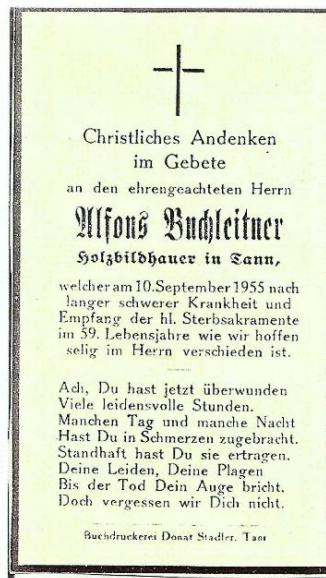 Christliches Andenken
im Gebete
an den ehrengeachteten Herrn
Alfons Buchleitner
Holzbildhauer in Tann,
welcher am 10. September 1955 nach
langer schwerer Krankheit und
Empfang der hl. Sterbsakramente
im 59. Lebensjahre wie wir hoffen
selig im Herrn verschieden ist.
Ach, Du hast jetzt überwunden
Viele leidensvolle Stunden.
Manchen Tag und manche Nacht
Hast Du in Schmerzen zugebracht.
Standhaft hast Du sie ertragen.
Deine Leiden, Deine Plagen
Bis der Tod Dein Auge bricht.
Doch vergessen wir Dich nicht.
Buchdruckerei Donat Stadler, Tann